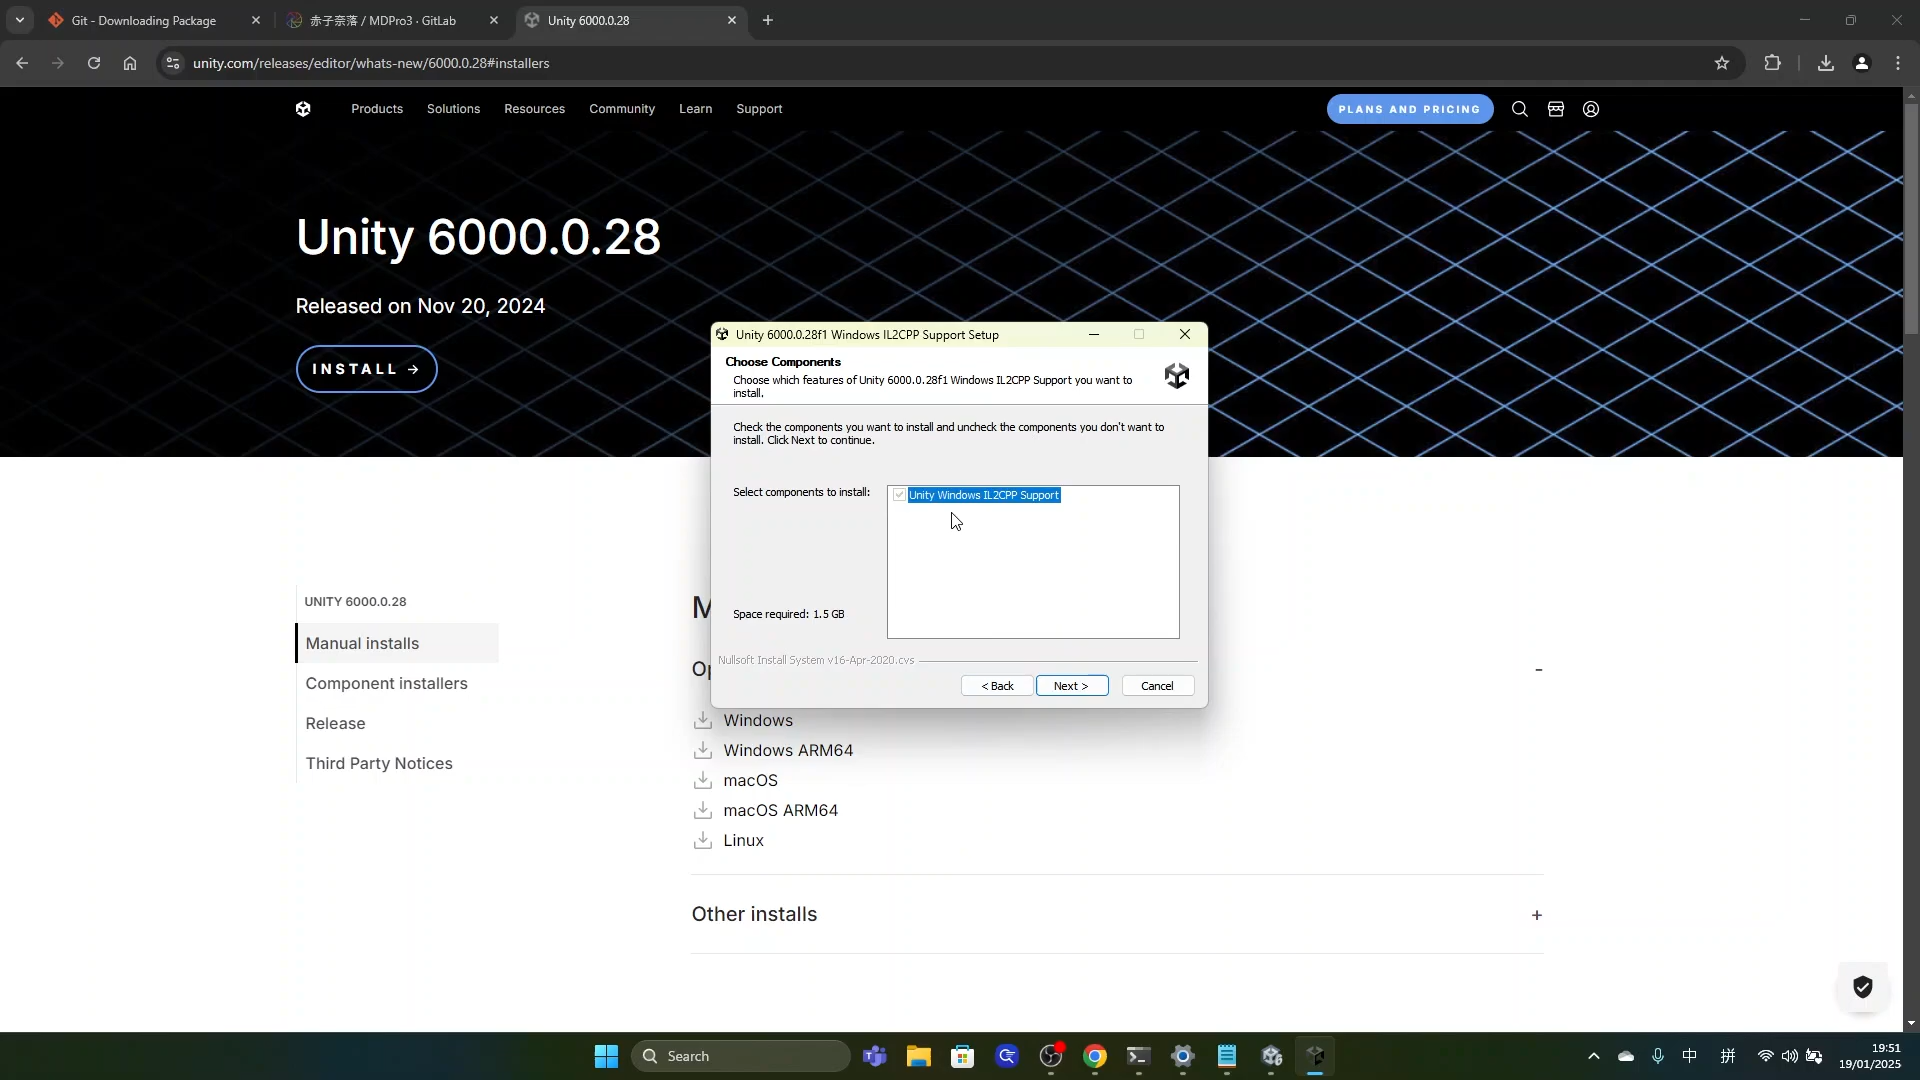 Git - Downloading Package
赤子奈落 / MDPro3 · GitLab
Unity 6000.0.28
unity.com/releases/editor/whats-new/6000.0.28#installers
Products
Solutions
Resources
Community
Learn
Support
PLANS AND PRICING
Unity 6000.0.28
Released on Nov 20, 2024
INSTALL →
Unity 6000.0.28f1 Windows IL2CPP Support Setup
Choose Components
Choose which features of Unity 6000.0.28f1 Windows IL2CPP Support you want to
install.
Check the components you want to install and uncheck the components you don't want to
install. Click Next to continue.
Select components to install:
Unity Windows IL2CPP Support
Space required: 1.5 GB
Nullsoft Install System v16-Apr-2020.cvs
< Back
Next >
Cancel
UNITY 6000.0.28
Manual installs
Component installers
Release
Third Party Notices
M
Op
-
Windows
Windows ARM64
macOS
macOS ARM64
Linux
Other installs
+
Search
中
拼
19:51
19/01/2025